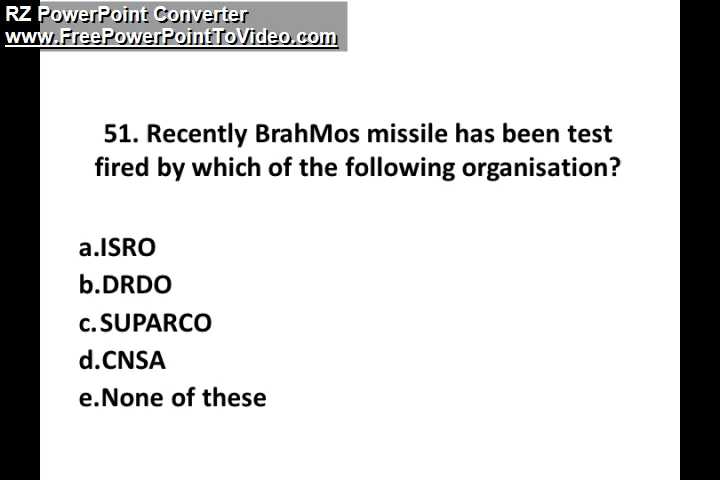 RZ PowerPoint Converter
www.FreePowerPointToVideo.com
51. Recently BrahMos missile has been test
fired by which of the following organisation?
a.ISRO
b.DRDO
c.SUPARCO
d.CNSA
e.None of these